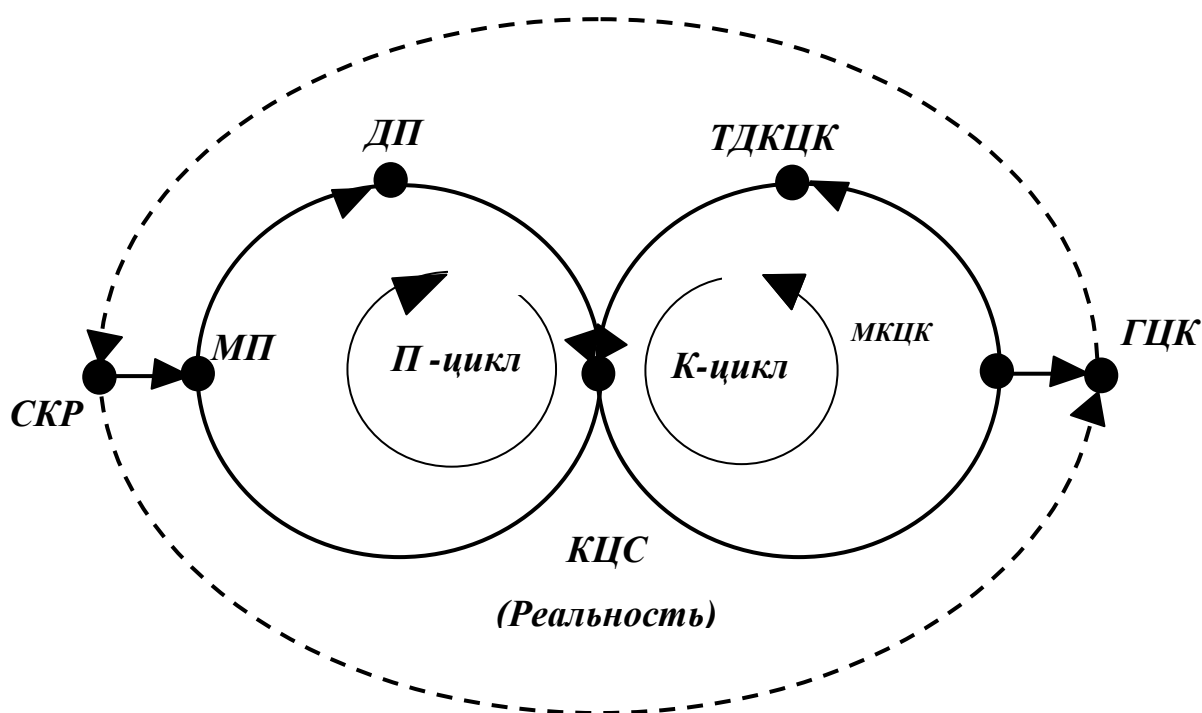 ДП
ТДКЦК
МП
П -цикл
К-цикл
МКЦК
ГЦК
СКР
КЦС
(Реальность)